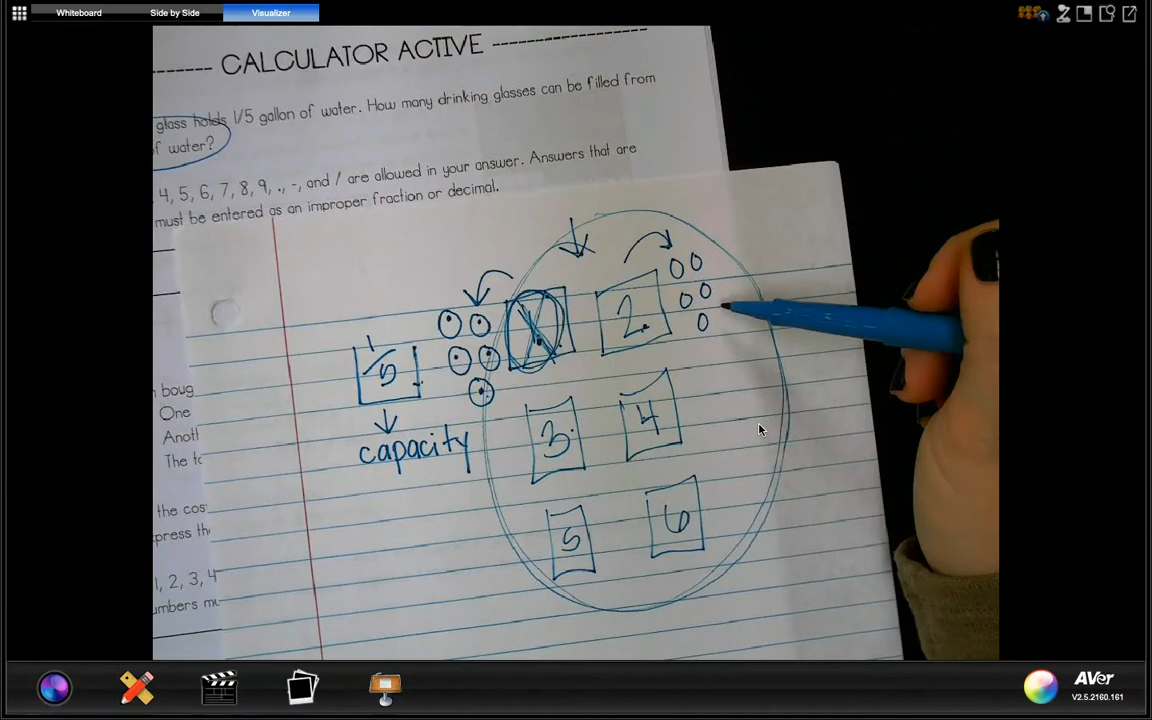 Whiteboard Side by Side Visualizer
------- CALCULATOR ACTIVE --------------------
glass holds 1/5 gallon of water. How many drinking glasses can be filled from
of water?
4, 5, 6, 7, 8, 9, ., -, and / are allowed in your answer. Answers that are
must be entered as an improper fraction or decimal.
1/5
capacity
2
3
4
5
6
boug
One
Anot
The to
the cos
press th
1, 2, 3, 4
umbers mu
AVer
V2.5.2160.161